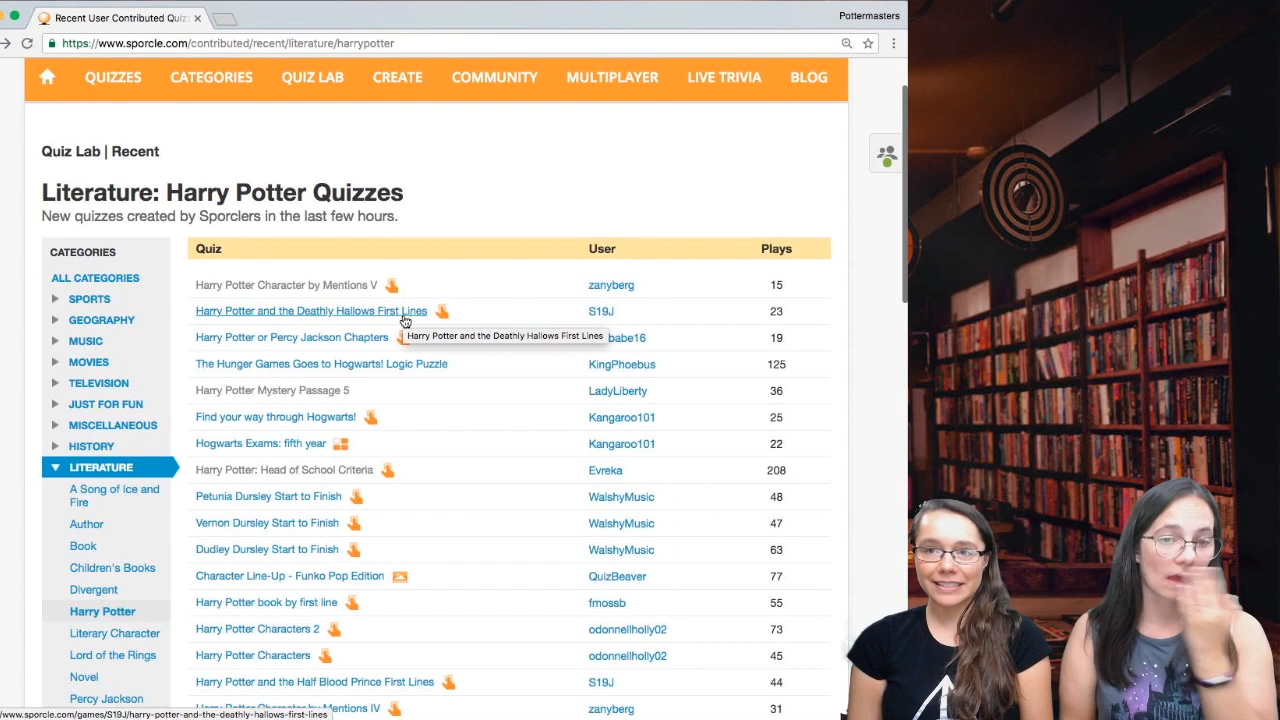 Recent User Contributed Quiz
Pottermasters
https://www.sporcle.com/contributed/recent/literature/harrypotter
QUIZZES CATEGORIES QUIZ LAB CREATE COMMUNITY MULTIPLAYER LIVE TRIVIA BLOG
Quiz Lab | Recent
Literature: Harry Potter Quizzes
New quizzes created by Sporclers in the last few hours.
CATEGORIES
ALL CATEGORIES
SPORTS
GEOGRAPHY
MUSIC
MOVIES
TELEVISION
JUST FOR FUN
MISCELLANEOUS
HISTORY
LITERATURE
A Song of Ice and
Fire
Author
Book
Children's Books
Divergent
Harry Potter
Literary Character
Lord of the Rings
Novel
Percy Jackson
Quiz User Plays
Harry Potter Character by Mentions V zanyberg 15
Harry Potter and the Deathly Hallows First Lines S19J 23
Harry Potter and the Deathly Hallows First Lines
Harry Potter or Percy Jackson Chapters babe16 19
The Hunger Games Goes to Hogwarts! Logic Puzzle KingPhoebus 125
Harry Potter Mystery Passage 5 LadyLiberty 36
Find your way through Hogwarts! Kangaroo101 25
Hogwarts Exams: fifth year Kangaroo101 22
Harry Potter: Head of School Criteria Evreka 208
Petunia Dursley Start to Finish WalshyMusic 48
Vernon Dursley Start to Finish WalshyMusic 47
Dudley Dursley Start to Finish WalshyMusic 63
Character Line-Up - Funko Pop Edition QuizBeaver 77
Harry Potter book by first line fmossb 55
Harry Potter Characters 2 odonnellholly02 73
Harry Potter Characters odonnellholly02 45
Harry Potter and the Half Blood Prince First Lines S19J 44
Harry Potter Character by Mentions IV zanyberg 31
/www.sporcle.com/games/S19J/harry-potter-and-the-deathly-hallows-first-lines